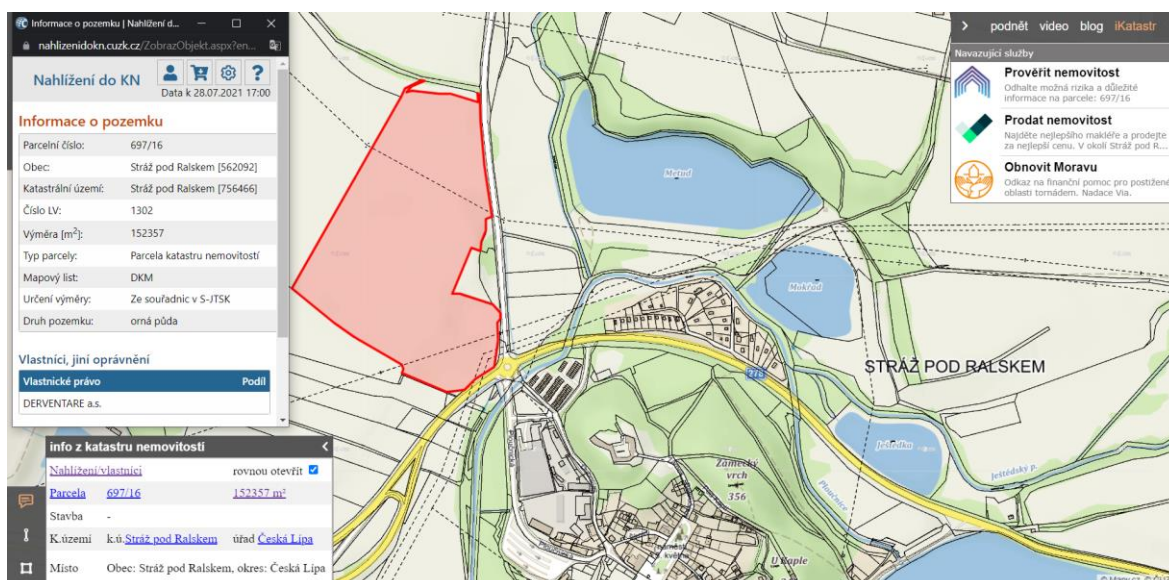 Informace o pozemku | Nahlížení d...
nahlizenidokn.cuzk.cz/ZobrazObjekt.aspx?en...
Nahlížení do KN
Data k 28.07.2021 17:00
Informace o pozemku
Parcelní číslo: 697/16
Obec: Stráž pod Ralskem [562092]
Katastrální území: Stráž pod Ralskem [756466]
Číslo LV: 1302
Výměra [m²]: 152357
Typ parcely: Parcela katastru nemovitostí
Mapový list: DKM
Určení výměry: Ze souřadnic v S-JTSK
Druh pozemku: orná půda
Vlastníci, jiní oprávnění
Vlastnické právo Podíl
DERVENTARE a.s.
info z katastru nemovitostí
Nahlížení/vlastníci rovnou otevřít
Parcela 697/16 152357 m²
Stavba -
K.území k.ú.Stráž pod Ralskem úřad Česká Lípa
Místo Obec: Stráž pod Ralskem, okres: Česká Lípa
podnět video blog iKatastr
Navazující služby
Prověřit nemovitost
Odhalte možná rizika a důležité
informace na parcele: 697/16
Prodat nemovitost
Najděte nejlepšího makléře a prodejte
za nejlepší cenu. V okolí Stráž pod R...
Obnovit Moravu
Odkaz na finanční pomoc pro postižené
oblasti tornádem. Nadace Via.
Metud
Mokřad
STRÁŽ POD RALSKEM
278
Ještědka
Ještědský p.
Ploučnice
Zámecký
vrch
356
náměstí
5. května
U Kaple